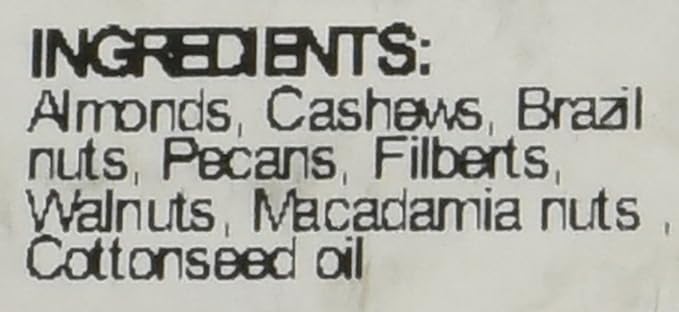 INGREDIENTS:
Almonds, Cashews, Brazil
nuts, Pecans, Filberts,
Walnuts, Macadamia nuts ,
Cottonseed oil